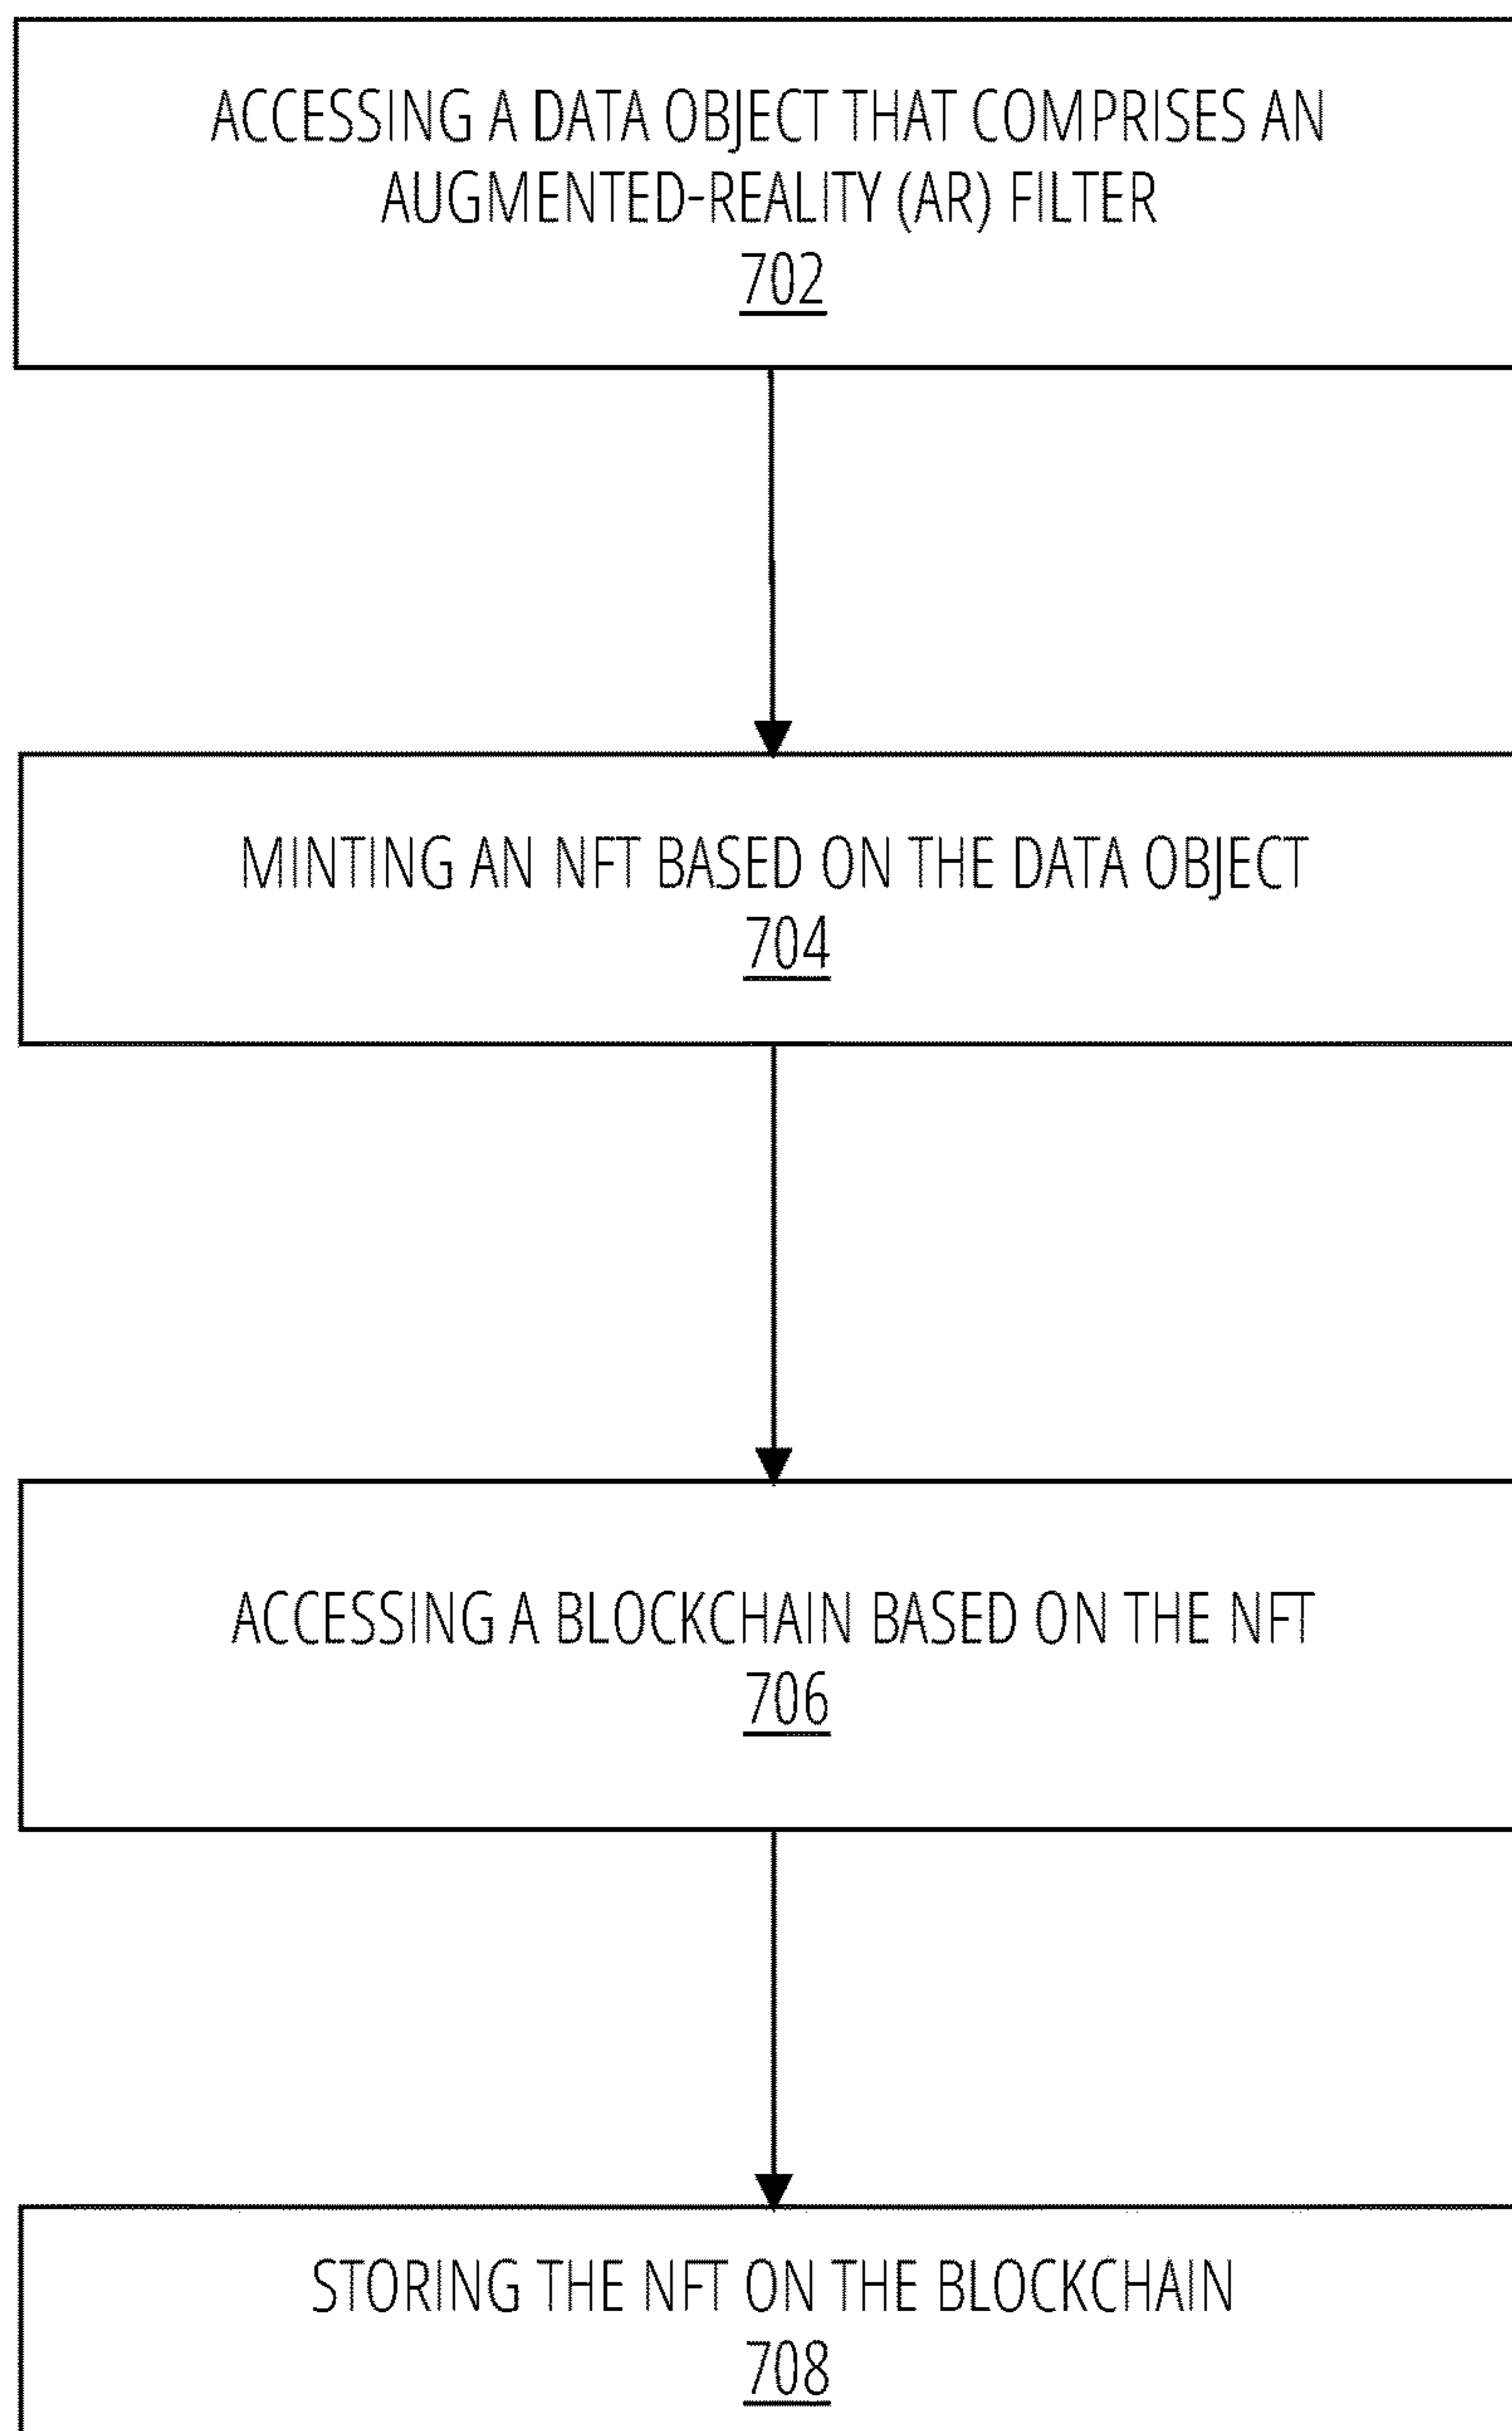 ACCESSING A DATA OBJECT THAT COMPRISES AN
AUGMENTED-REALITY (AR) FILTER
702
MINTING AN NFT BASED ON THE DATA OBJECT
704
ACCESSING A BLOCKCHAIN BASED ON THE NFT
706
STORING THE NFT ON THE BLOCKCHAIN
708